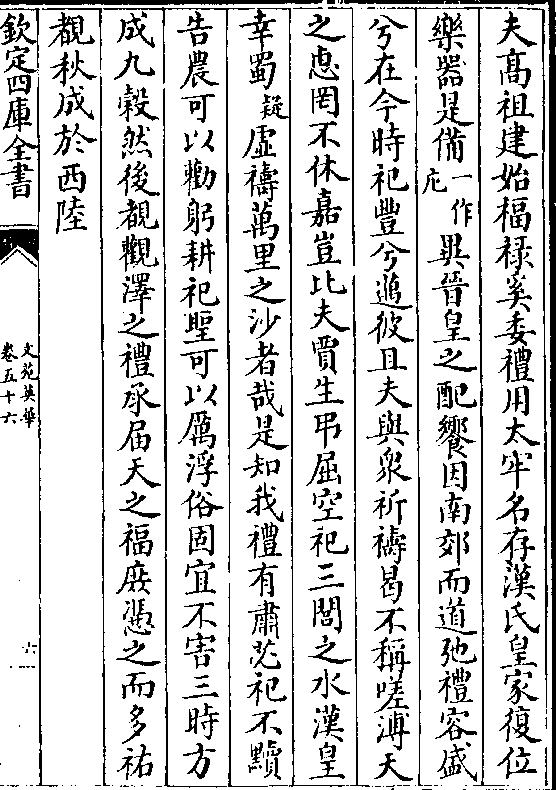 夫髙祖建始福禄奚委禮用太牢名存漢氏皇家復位
樂器是備一作庀異晉皇之配饗因南郊而道弛禮容盛
兮在今時祀豐兮邁彼且夫與衆祈禱曷不稱嗟溥天
之恵罔不休嘉豈比夫賈生弔屈空祀三閭之水漢皇
幸蜀疑虛禱萬里之沙者哉是知我禮有肅苾祀不黷
告農可以勸躬耕祀聖可以厲浮俗固宜不害三時方
成九榖然後覩觀澤之禮承届天之福庶憑之而多祐
覩秋成於西陸
欽定四庫全書
文苑英華
卷五十六
六